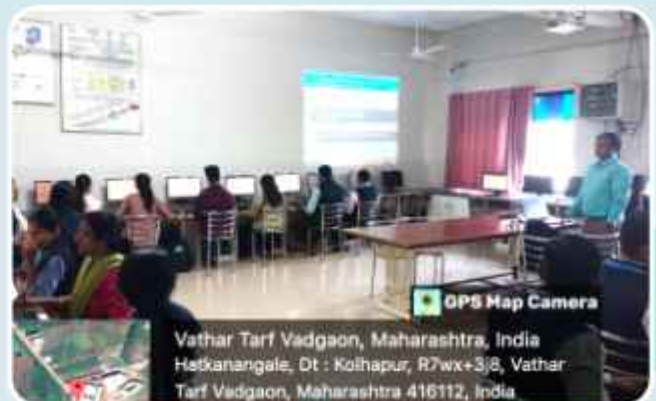 GPS Map Camera
Vathar Tarf Vadgaon, Maharashtra, India
Hatkanangale, Dt : Kolhapur, R7wx+3j8, Vathar
Tarf Vadgaon, Maharashtra 416112, India